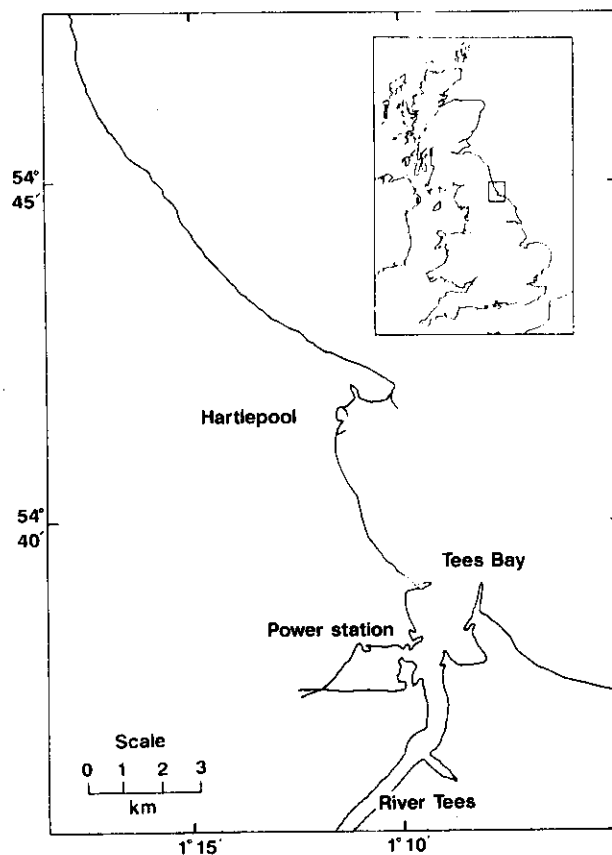 54°
45′
Hartlepool
54°
40′
Tees Bay
Power station
Scale
0 1 2 3
km
River Tees
1° 15′
1° 10′